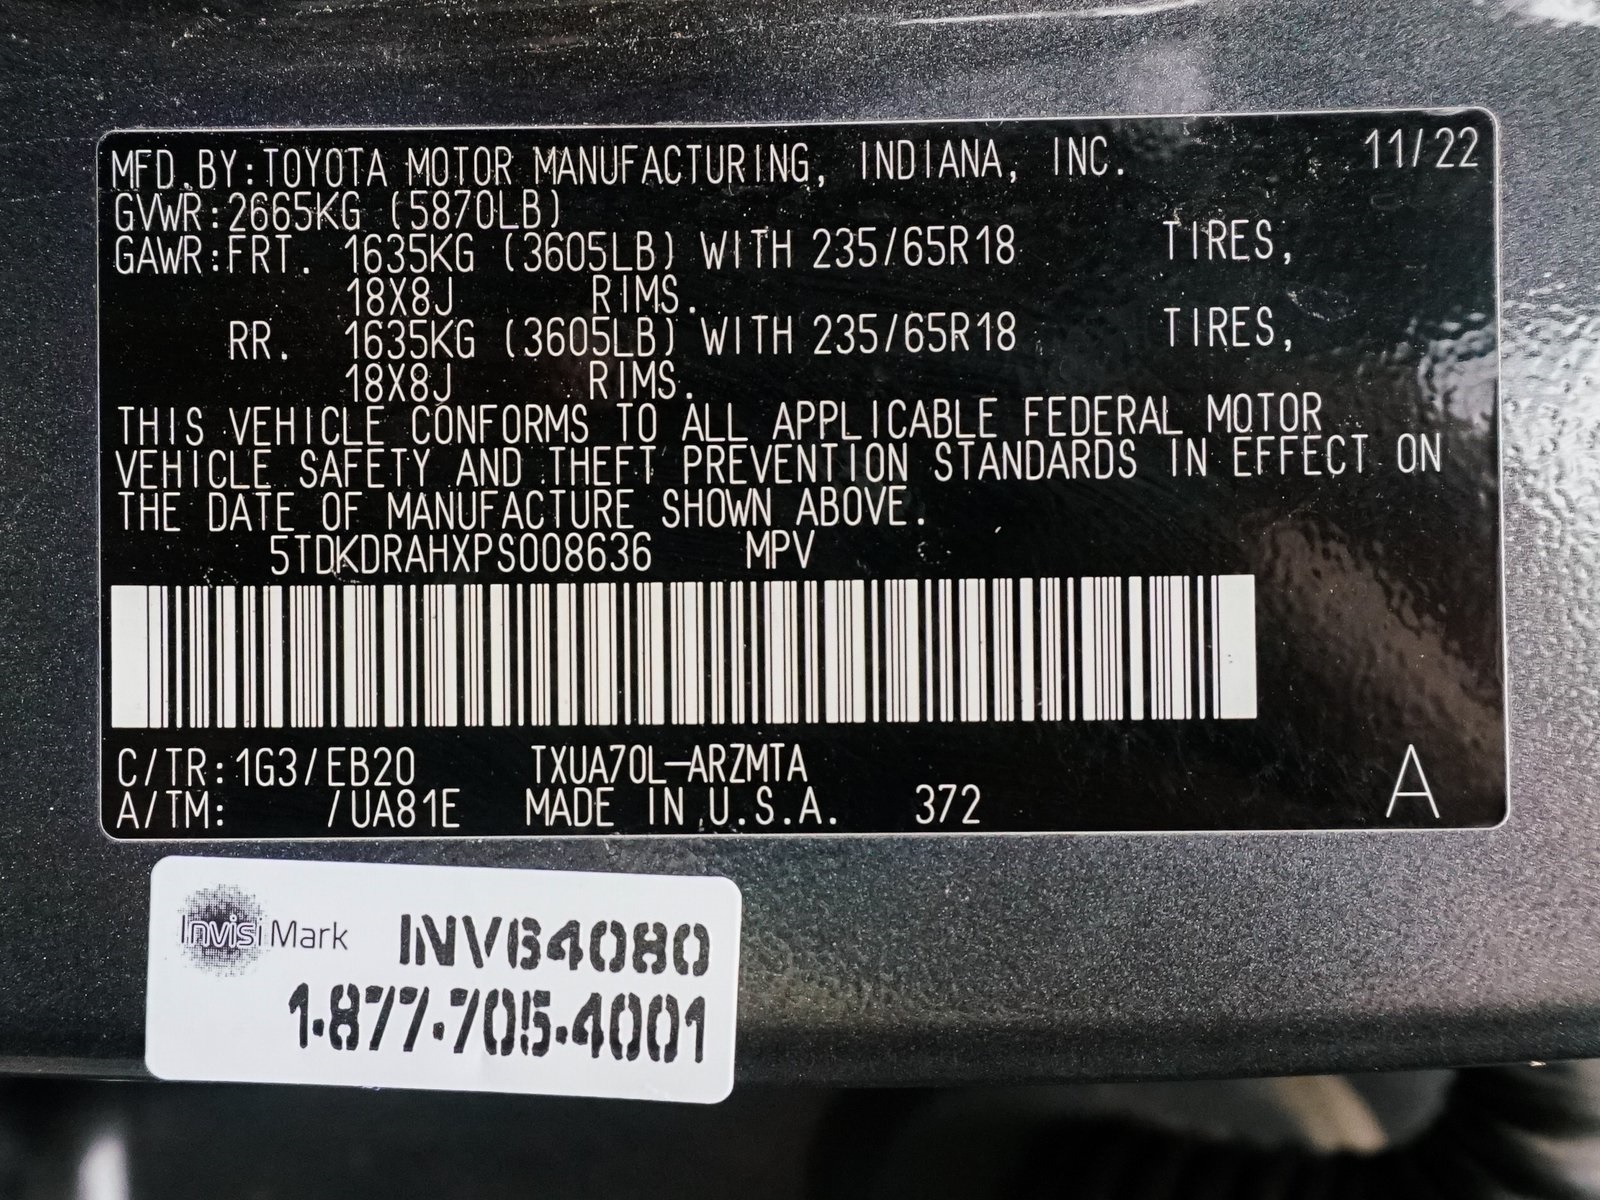 MFD.BY:TOYOTA MOTOR MANUFACTURING, INDIANA, INC. 11/22
GVWR:2665KG (5870LB)
GAWR:FRT. 1635KG (3605LB) WITH 235/65R18 TIRES,
18X8J RIMS.
RR. 1635KG (3605LB) WITH 235/65R18 TIRES,
18X8J RIMS.
THIS VEHICLE CONFORMS TO ALL APPLICABLE FEDERAL MOTOR
VEHICLE SAFETY AND THEFT PREVENTION STANDARDS IN EFFECT ON
THE DATE OF MANUFACTURE SHOWN ABOVE.
5TDKDRAHXPS008636 MPV
C/TR:1G3/EB20 TXUA70L-ARZMTA
A/TM: /UA81E MADE IN U.S.A. 372 A
InvisiMark INV64080
1-877-705-4001